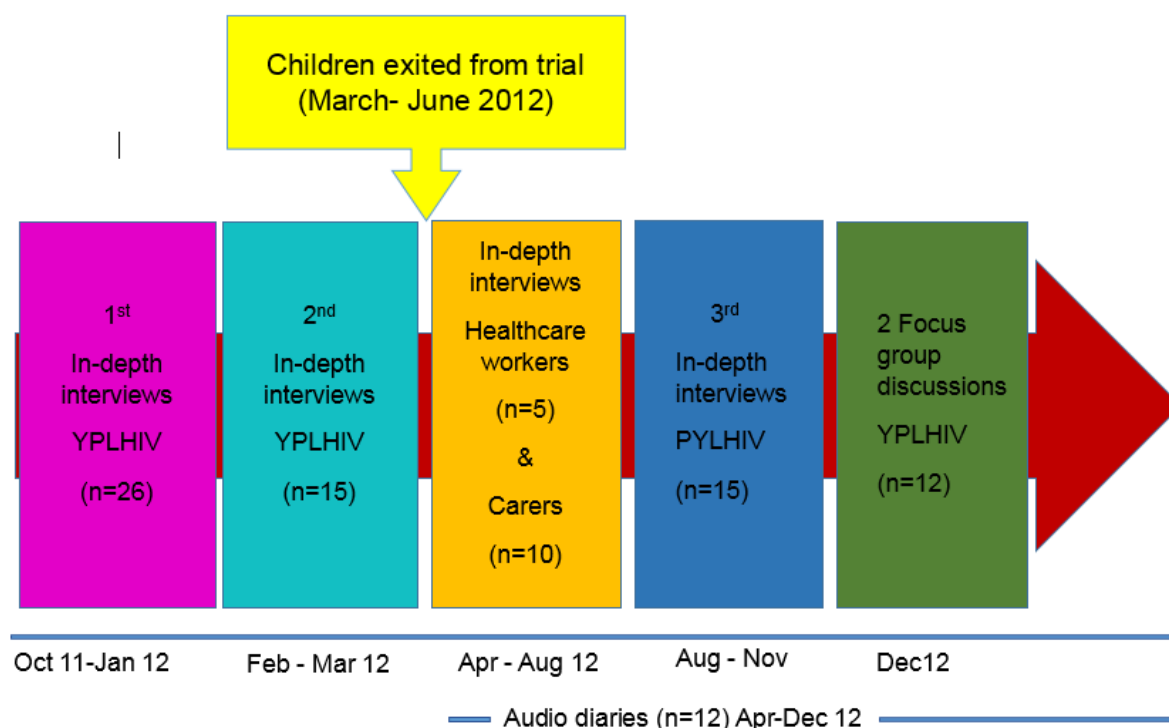 Children exited from trial
(March- June 2012)
1st
In-depth
interviews
YPLHIV
(n=26)
2nd
In-depth
interviews
YPLHIV
(n=15)
In-depth
interviews
Healthcare
workers
(n=5)
&
Carers
(n=10)
3rd
In-depth
interviews
PYLHIV
(n=15)
2 Focus
group
discussions
YPLHIV
(n=12)
Oct 11-Jan 12
Feb - Mar 12
Apr - Aug 12
Aug - Nov
Dec12
Audio diaries (n=12) Apr-Dec 12